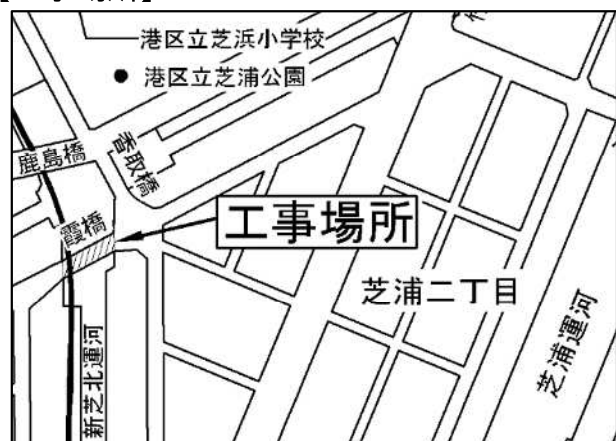 港区立芝浜小学校
港区立芝浦公園
鹿島橋
香取橋
霞橋
工事場所
芝浦二丁目
芝浦運河
新芝北運河